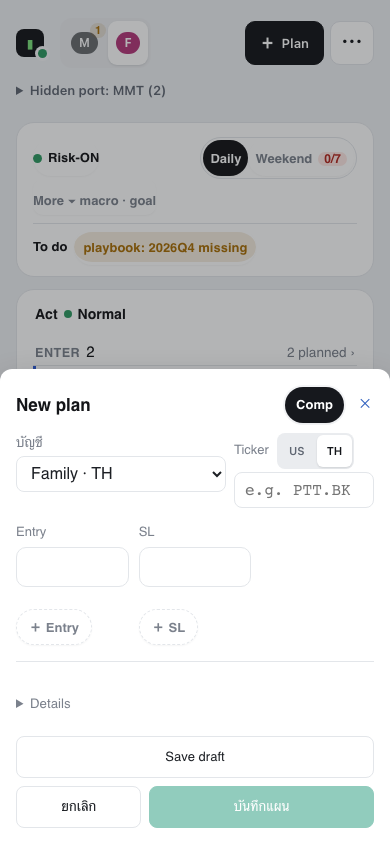 M
1
F
+ Plan
Hidden port: MMT (2)
Risk-ON
Daily
Weekend 0/7
More macro · goal
To do playbook: 2026Q4 missing
Act Normal
ENTER 2
2 planned ›
New plan
Comp
×
บัญชี
Ticker US TH
Family · TH
e.g. PTT.BK
Entry
SL
+ Entry
+ SL
Details
Save draft
ยกเลิก
บันทึกแผน